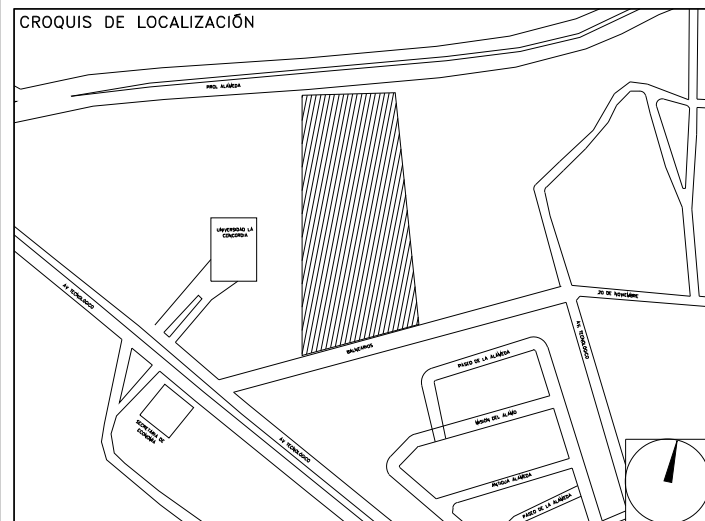 CROQUIS DE LOCALIZACIÓN
PROL ALAMEDA
UNIVERSIDAD LA
CONCORDIA
AV TECNOLOGICO
20 DE NOVIEMBRE
BALNEARIOS
AV. TECNOLOGICO
PASEO DE LA ALAMEDA
MISION DEL ALAMO
SECRETARIA DE
ECONOMIA
AV TECNOLOGICO
ANTIGUA ALAMEDA
PASEO DE LA ALAMEDA